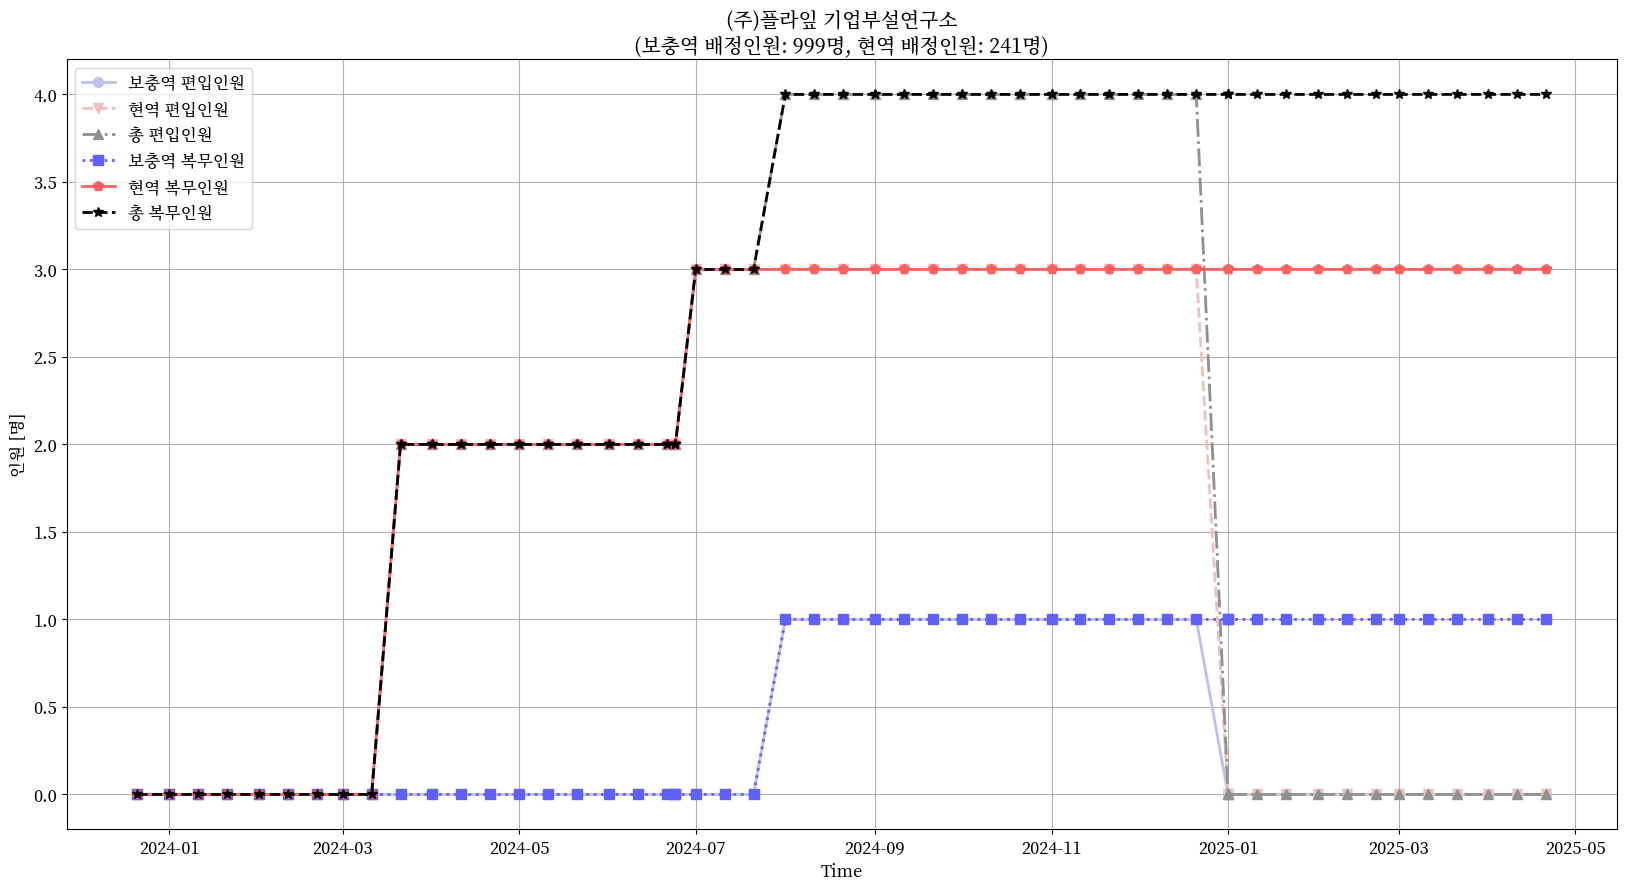 (주)플라잎 기업부설연구소
(보충역 배정인원: 999명, 현역 배정인원: 241명)
보충역 편입인원
현역 편입인원
총 편입인원
보충역 복무인원
현역 복무인원
총 복무인원
4.0
3.5
3.0
2.5
2.0
1.5
1.0
0.5
0.0
인원 [명]
2024-01
2024-03
2024-05
2024-07
2024-09
2024-11
2025-01
2025-03
2025-05
Time